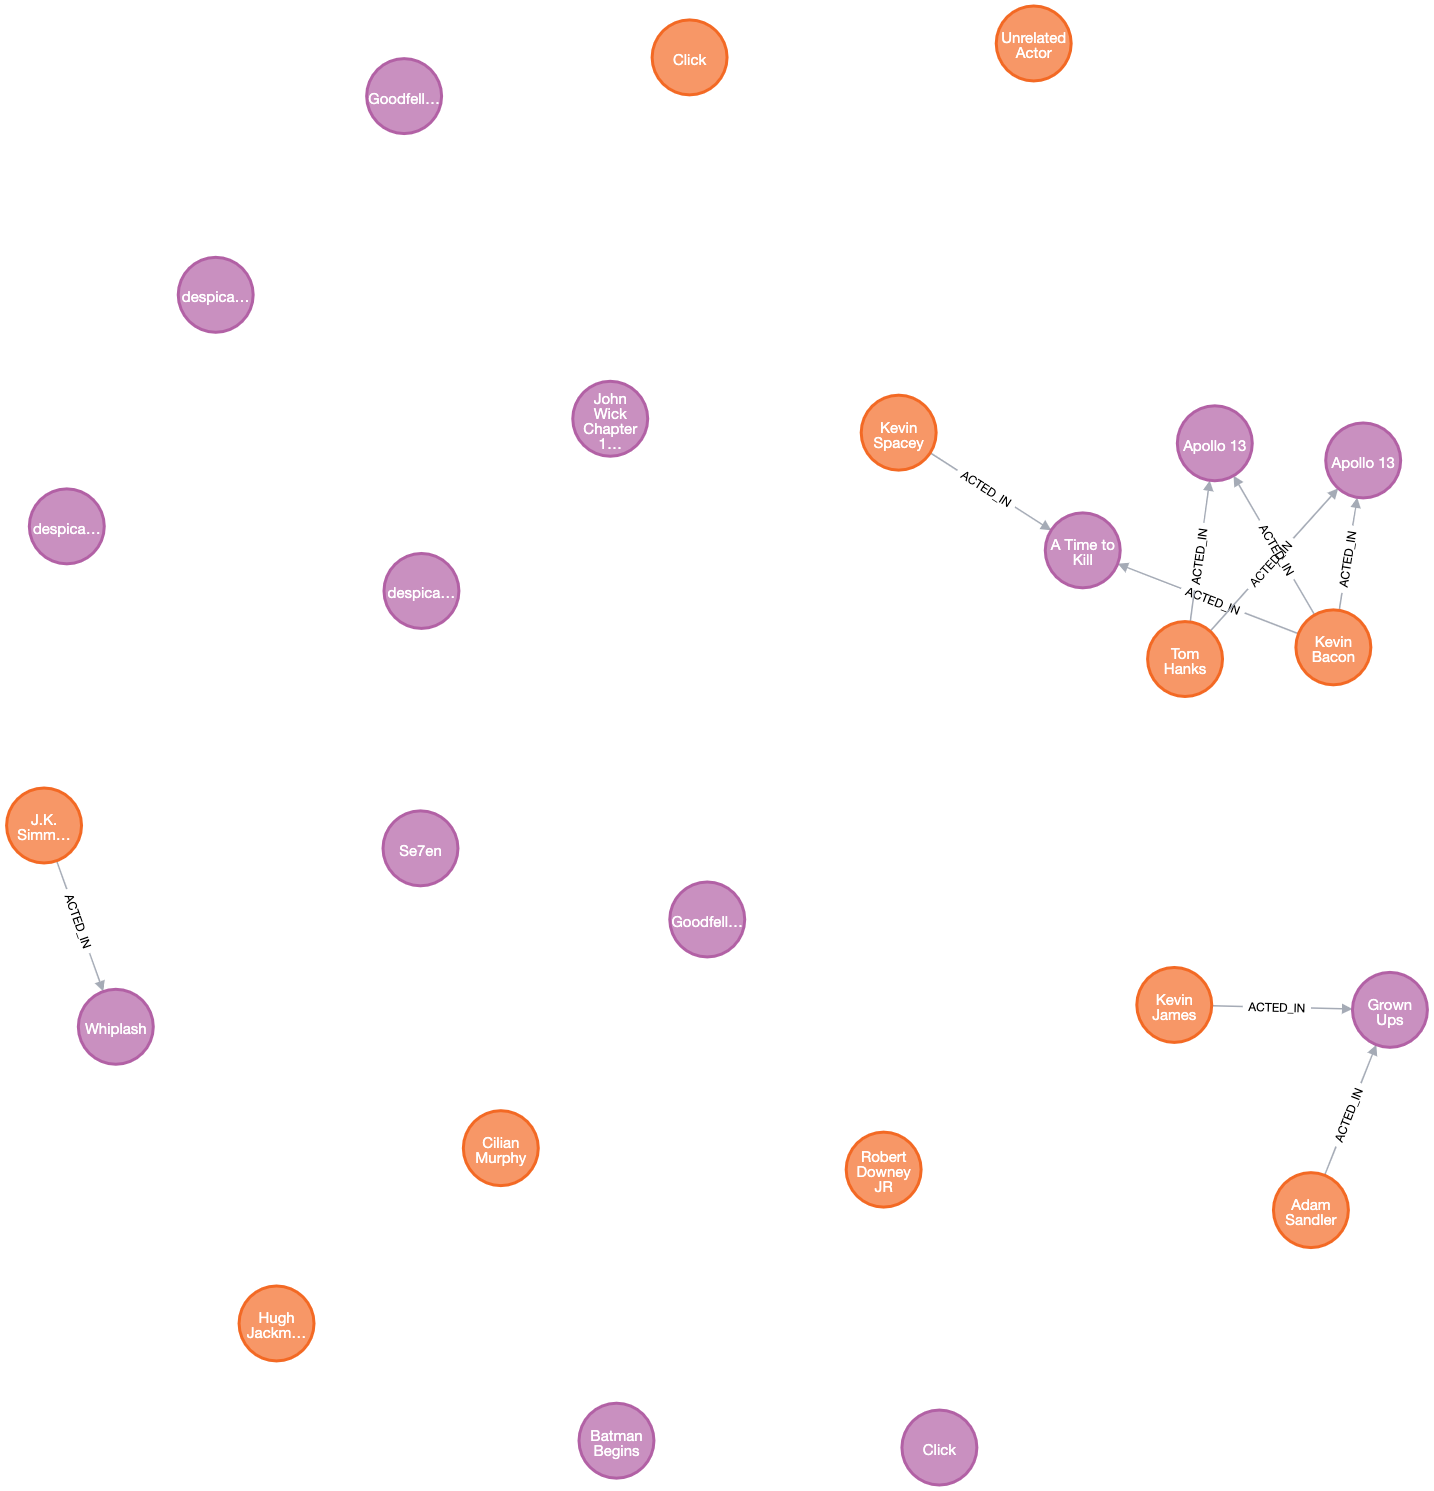 Click
Unrelated
Actor
Goodfell...
despica...
John
Wick
Chapter
1...
Kevin
Spacey
Apollo 13
Apollo 13
ACTED_IN
despica...
A Time to
Kill
ACTED_IN
ACTED_IN
ACTED_IN
ACTED_IN
despica...
ACTED_IN
Tom
Hanks
Kevin
Bacon
J.K.
Simm...
Se7en
ACTED_IN
Goodfell...
Whiplash
Kevin
James
ACTED_IN
Grown
Ups
ACTED_IN
Cilian
Murphy
Robert
Downey
JR
Adam
Sandler
Hugh
Jackm...
Batman
Begins
Click